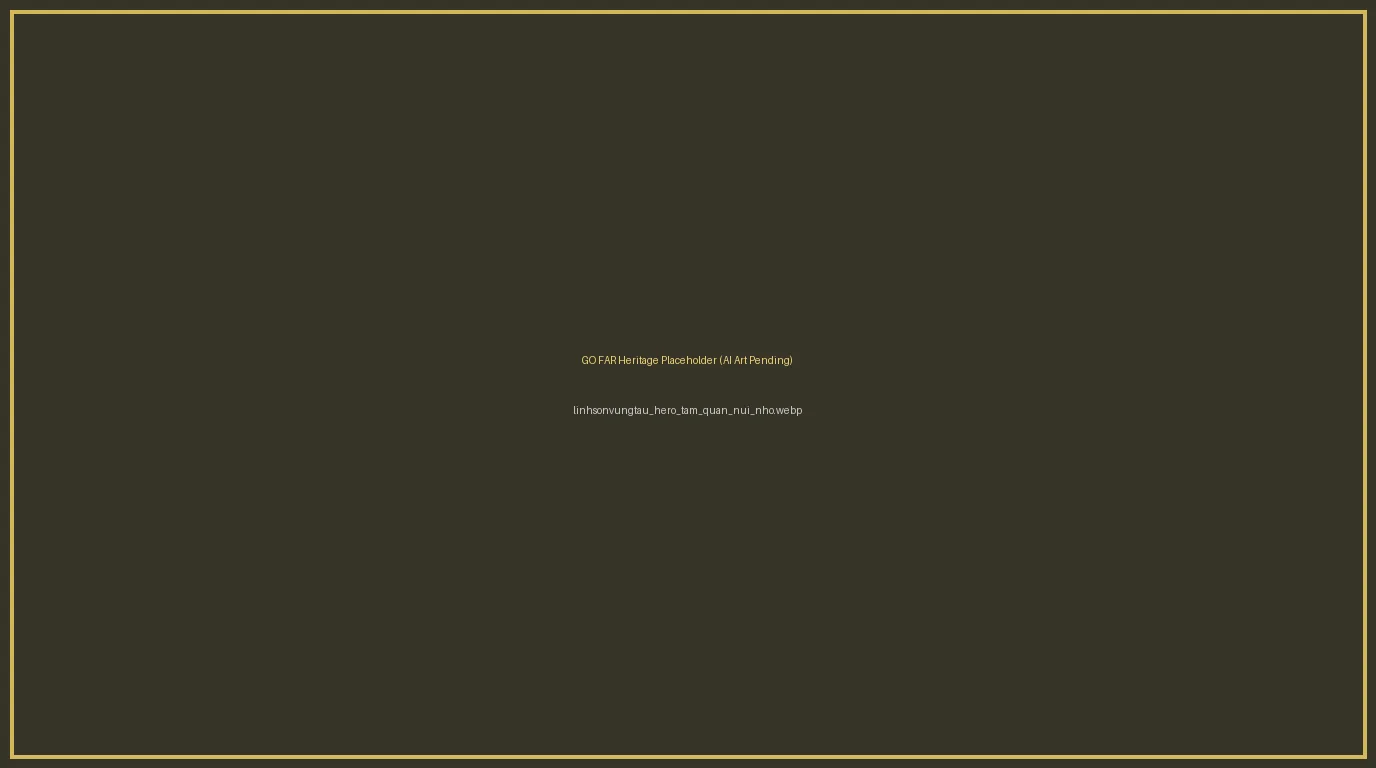 GO FAR Heritage Placeholder (AI Art Pending)
linhsonvungtau_hero_tam_quan_nui_nho.webp